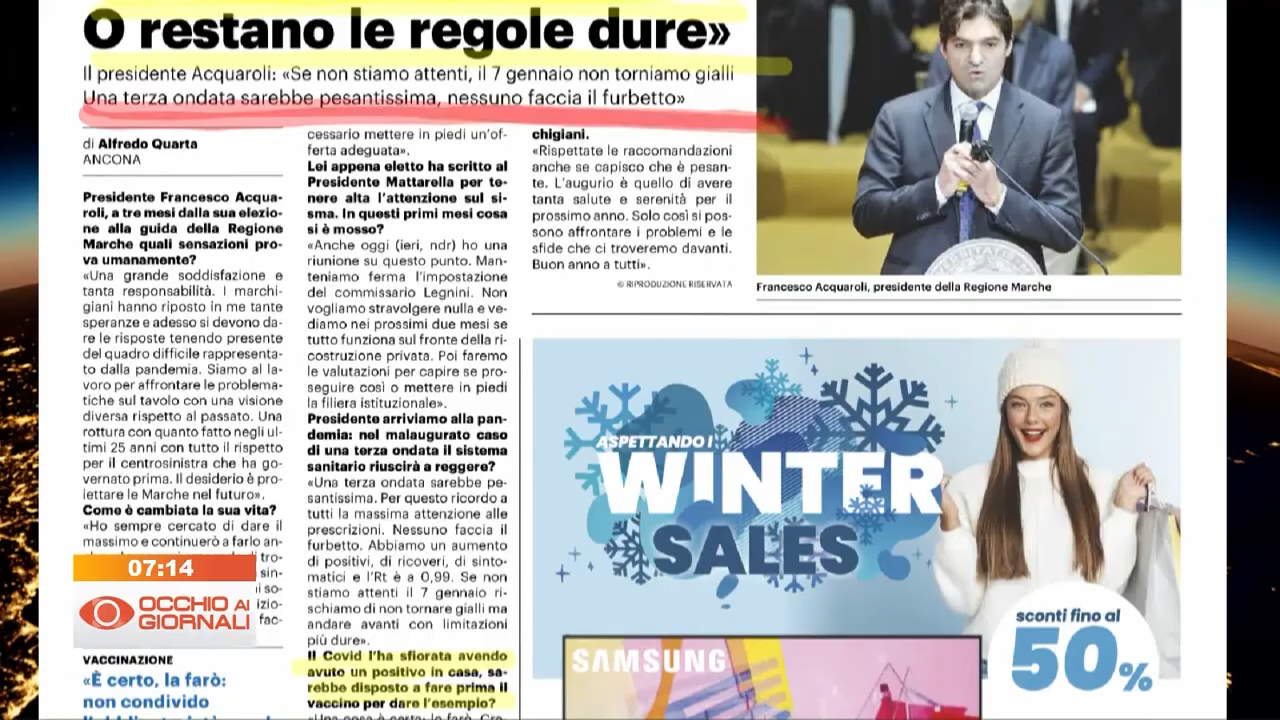 O restano le regole dure»
Il presidente Acquaroli: «Se non stiamo attenti, il 7 gennaio non torniamo gialli
Una terza ondata sarebbe pesantissima, nessuno faccia il furbetto»
di Alfredo Quarta
ANCONA
Presidente Francesco Acqua-
roli, a tre mesi dalla sua elezio-
ne alla guida della Regione
Marche quali sensazioni pro-
va umanamente?
«Una grande soddisfazione e
tanta responsabilità. I marchi-
giani hanno riposto in me tante
speranze e adesso si devono da-
re le risposte tenendo presente
del quadro difficile rappresenta-
to dalla pandemia. Siamo al la-
voro per affrontare le problema-
tiche sul tavolo con una visione
diversa rispetto al passato. Una
rottura con quanto fatto negli ul-
timi 25 anni con tutto il rispetto
per il centrosinistra che ha go-
vernato prima. Il desiderio è pro-
iettare le Marche nel futuro».
Come è cambiata la sua vita?
«Ho sempre cercato di dare il
massimo e continuerò a farlo an-
tro-
sin-
so-
izio-
fac-
07:14
OCCHIO AI
GIORNALI
VACCINAZIONE
«È certo, la farò:
non condivido
cessario mettere in piedi un'of-
ferta adeguata».
Lei appena eletto ha scritto al
Presidente Mattarella per te-
nere alta l'attenzione sul si-
sma. In questi primi mesi cosa
si è mosso?
«Anche oggi (ieri, ndr) ho una
riunione su questo punto. Man-
teniamo ferma l'impostazione
del commissario Legnini. Non
vogliamo stravolgere nulla e ve-
diamo nei prossimi due mesi se
tutto funziona sul fronte della ri-
costruzione privata. Poi faremo
le valutazioni per capire se pro-
seguire così o mettere in piedi
la filiera istituzionale».
Presidente arriviamo alla pan-
demia: nel malaugurato caso
di una terza ondata il sistema
sanitario riuscirà a reggere?
«Una terza ondata sarebbe pe-
santissima. Per questo ricordo a
tutti la massima attenzione alle
prescrizioni. Nessuno faccia il
furbetto. Abbiamo un aumento
di positivi, di ricoveri, di sinto-
matici e l'Rt è a 0,99. Se non
stiamo attenti il 7 gennaio ri-
schiamo di non tornare gialli ma
andare avanti con limitazioni
più dure».
Il Covid l'ha sfiorata avendo
avuto un positivo in casa, sa-
rebbe disposto a fare prima il
vaccino per dare l'esempio?
«Una cosa è certa: lo farò. Cre-
chigiani.
«Rispettate le raccomandazioni
anche se capisco che è pesan-
te. L'augurio è quello di avere
tanta salute e serenità per il
prossimo anno. Solo così si pos-
sono affrontare i problemi e le
sfide che ci troveremo davanti.
Buon anno a tutti».
© RIPRODUZIONE RISERVATA
Francesco Acquaroli, presidente della Regione Marche
ASPETTANDO I
WINTER
SALES
sconti fino al
50%
SAMSUNG